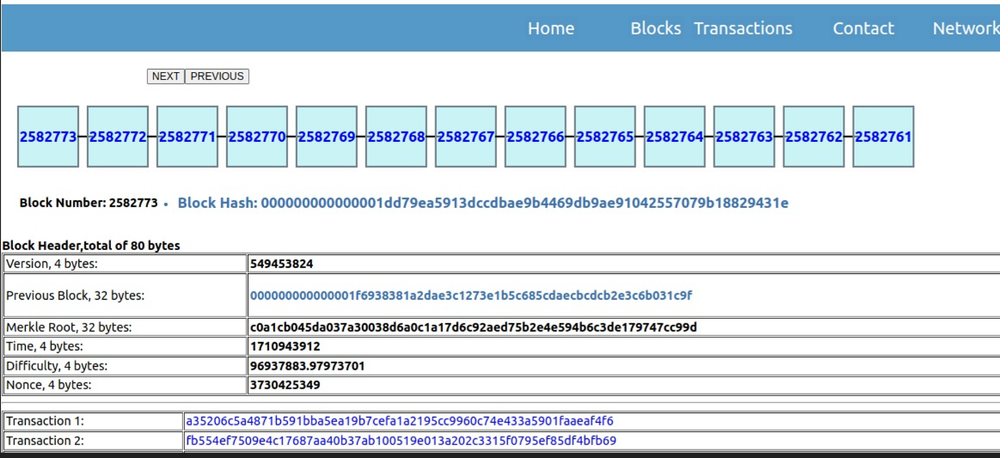 Home Blocks Transactions Contact Network
NEXT PREVIOUS
2582773 2582772 2582771 2582770 2582769 2582768 2582767 2582766 2582765 2582764 2582763 2582762 2582761
Block Number: 2582773 • Block Hash: 000000000000001dd79ea5913dccdbae9b4469db9ae91042557079b18829431e
Block Header,total of 80 bytes
Version, 4 bytes: 549453824
Previous Block, 32 bytes: 000000000000001f6938381a2dae3c1273e1b5c685cdaecbcdcb2e3c6b031c9f
Merkle Root, 32 bytes: c0a1cb045da037a30038d6a0c1a17d6c92aed75b2e4e594b6c3de179747cc99d
Time, 4 bytes: 1710943912
Difficulty, 4 bytes: 96937883.97973701
Nonce, 4 bytes: 3730425349
Transaction 1: a35206c5a4871b591bba5ea19b7cefa1a2195cc9960c74e433a5901faaeaf4f6
Transaction 2: fb554ef7509e4c17687aa40b37ab100519e013a202c3315f0795ef85df4bfb69